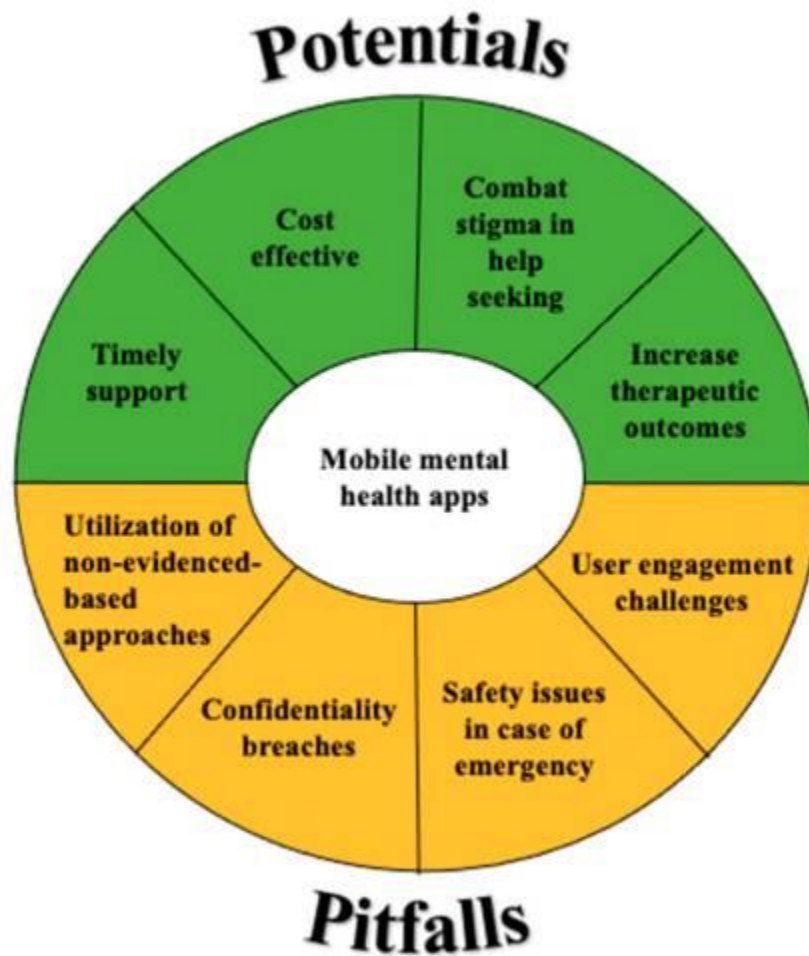 Potentials
Cost
effective
Combat
stigma in
help
seeking
Timely
support
Increase
therapeutic
outcomes
Mobile mental
health apps
Utilization of
non-evidenced-
based
approaches
User engagement
challenges
Confidentiality
breaches
Safety issues
in case of
emergency
Pitfalls